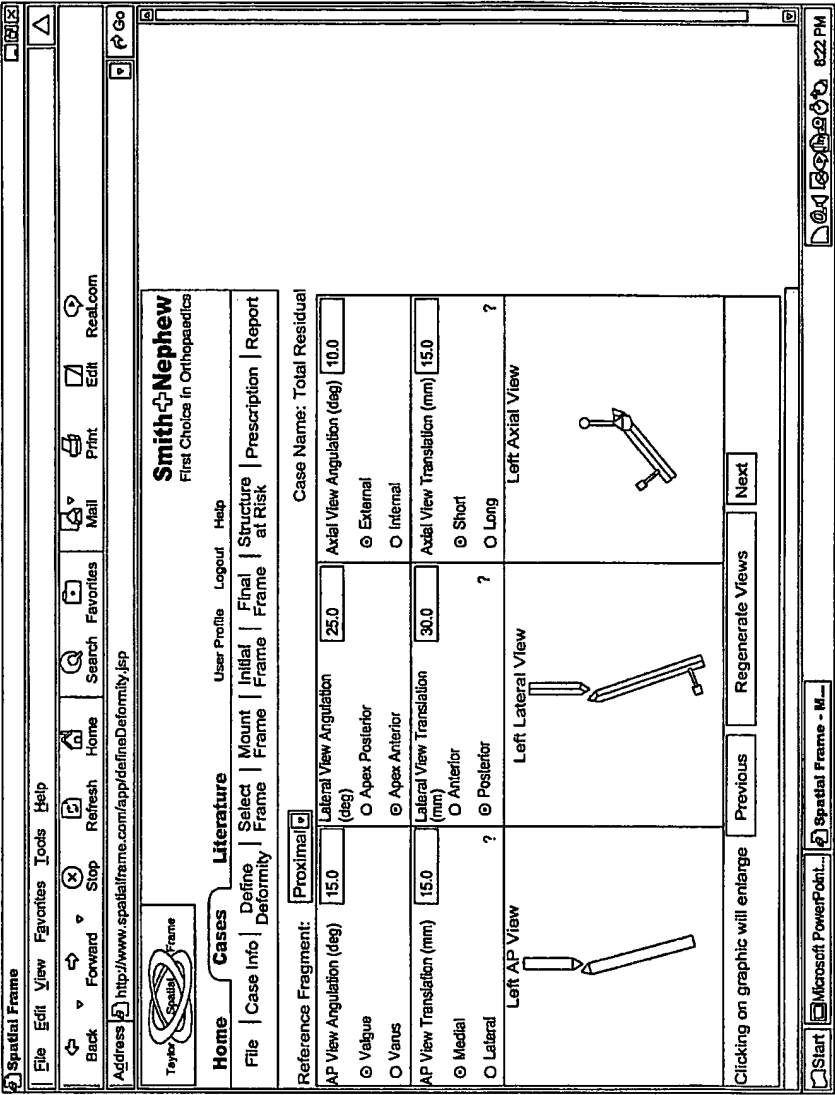 Spatial Frame
File Edit View Favorites Tools Help
Back Forward Stop Refresh Home Search Favorites Mail Print Edit Real.com
Address http://www.spatialframe.com/app/defineDeformity.jsp Go
Taylor Spatial Frame
Smith+Nephew
First Choice in Orthopaedics
User Profile Logout Help
Home Cases Literature
File | Case Info | Define Deformity | Select Frame | Mount Frame | Initial Frame | Final Frame | Structure at Risk | Prescription | Report
Reference Fragment: Proximal Case Name: Total Residual
AP View Angulation (deg) 15.0
Valgue
Varus
Lateral View Angulation (deg) 25.0
Apex Posterior
Apex Anterior
Axial View Angulation (deg) 10.0
External
Internal
AP View Translation (mm) 15.0
Medial
Lateral ?
Lateral View Translation (mm) 30.0
Anterior
Posterior ?
Axial View Translation (mm) 15.0
Short
Long ?
Left AP View
Left Lateral View
Left Axial View
Clicking on graphic will enlarge Previous Regenerate Views Next
Start Microsoft PowerPoint... Spatial Frame - M... 8:22 PM